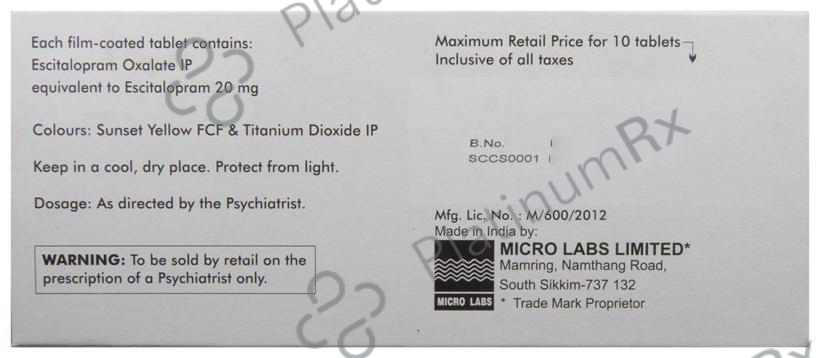 Each film-coated tablet contains:
Escitalopram Oxalate IP
equivalent to Escitalopram 20 mg
Colours: Sunset Yellow FCF & Titanium Dioxide IP
Keep in a cool, dry place. Protect from light.
Dosage: As directed by the Psychiatrist.
WARNING: To be sold by retail on the
prescription of a Psychiatrist only.
Maximum Retail Price for 10 tablets
Inclusive of all taxes
B.No.
SCCS0001
Mfg. Lic. No. : M/600/2012
Made in India by:
MICRO LABS LIMITED*
Mamring, Namthang Road,
South Sikkim-737 132
* Trade Mark Proprietor
MICRO LABS
PlatinumRx